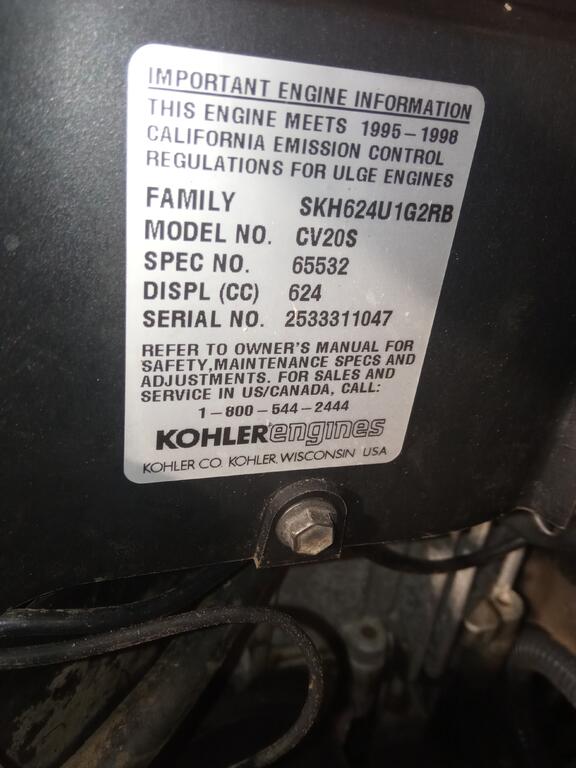 IMPORTANT ENGINE INFORMATION
THIS ENGINE MEETS 1995-1998
CALIFORNIA EMISSION CONTROL
REGULATIONS FOR ULGE ENGINES
FAMILY SKH624U1G2RB
MODEL NO. CV20S
SPEC NO. 65532
DISPL (CC) 624
SERIAL NO. 2533311047
REFER TO OWNER'S MANUAL FOR
SAFETY, MAINTENANCE SPECS AND
ADJUSTMENTS. FOR SALES AND
SERVICE IN US/CANADA, CALL:
1-800-544-2444
KOHLER engines
KOHLER CO. KOHLER, WISCONSIN USA